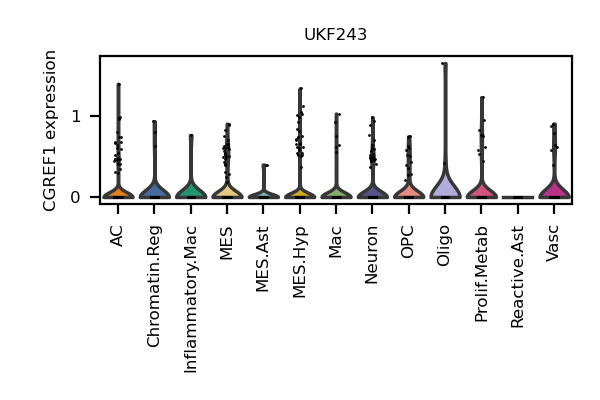 UKF243
CGREF1 expression
1
0
AC
Chromatin.Reg
Inflammatory.Mac
MES
MES.Ast
MES.Hyp
Mac
Neuron
OPC
Oligo
Prolif.Metab
Reactive.Ast
Vasc